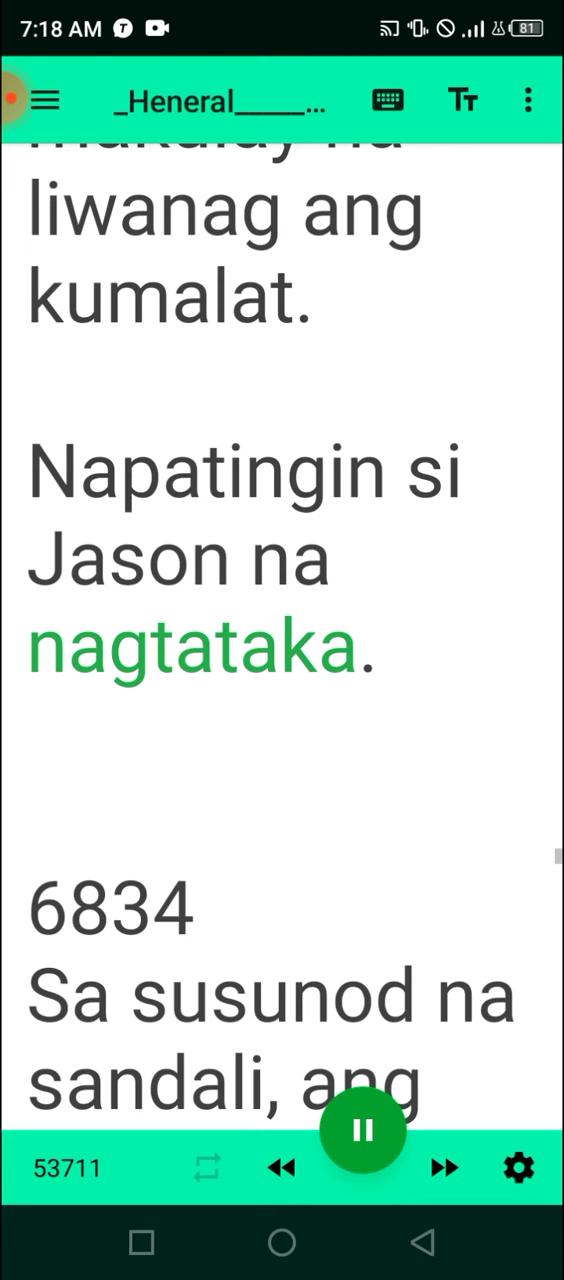 7:18 AM
81
_Heneral_____...
liwanag ang
kumalat.
Napatingin si
Jason na
nagtataka.
6834
Sa susunod na
sandali, ang
53711